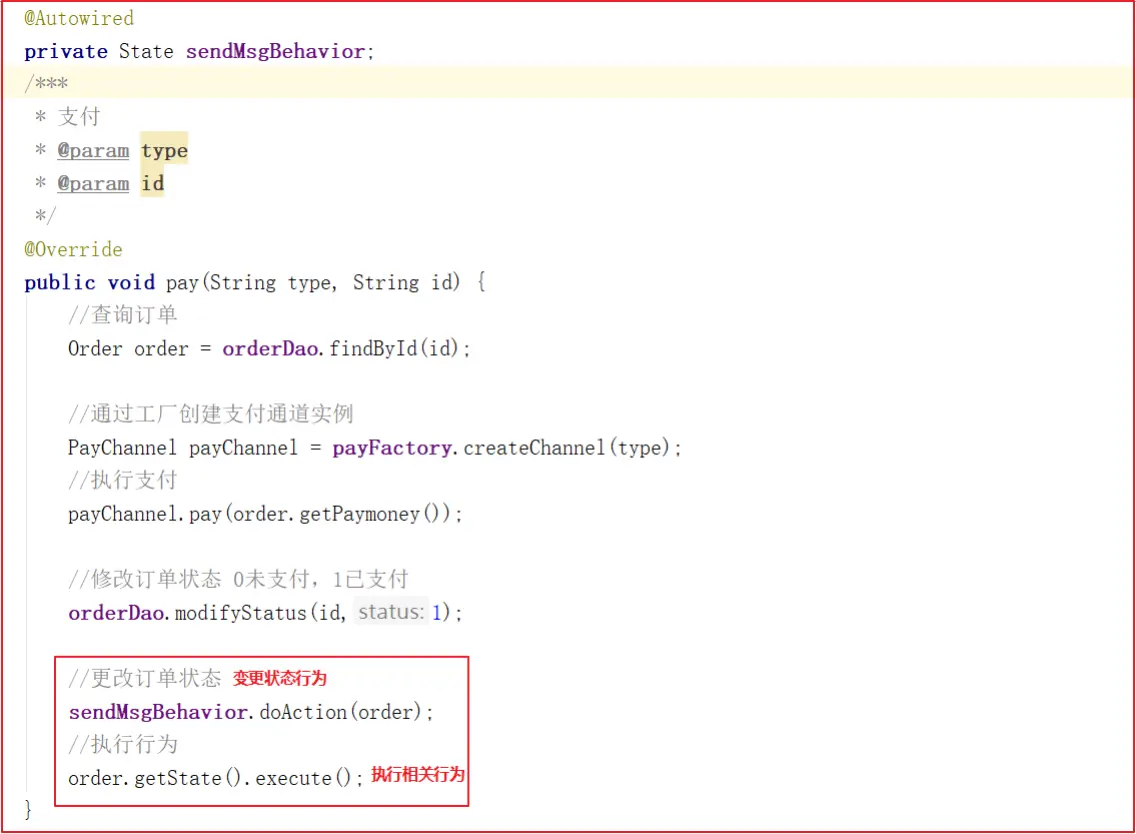 @Autowired
private State sendMsgBehavior;
/***
* 支付
* @param type
* @param id
*/
@Override
public void pay(String type, String id) {
//查询订单
Order order = orderDao.findById(id);
//通过工厂创建支付通道实例
PayChannel payChannel = payFactory.createChannel(type);
//执行支付
payChannel.pay(order.getPaymoney());
//修改订单状态 0未支付，1已支付
orderDao.modifyStatus(id, status: 1);
//更改订单状态 变更状态行为
sendMsgBehavior.doAction(order);
//执行行为
order.getState().execute(); 执行相关行为
}